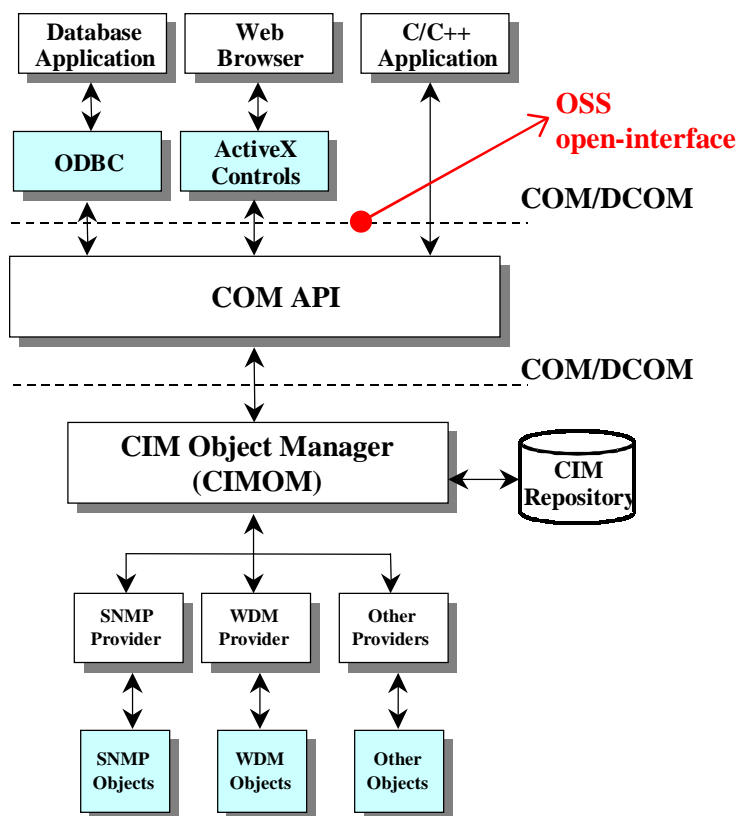 Database
Application
Web
Browser
C/C++
Application
OSS
open-interface
ODBC
ActiveX
Controls
COM/DCOM
COM API
COM/DCOM
CIM Object Manager
(CIMOM)
CIM
Repository
SNMP
Provider
WDM
Provider
Other
Providers
SNMP
Objects
WDM
Objects
Other
Objects